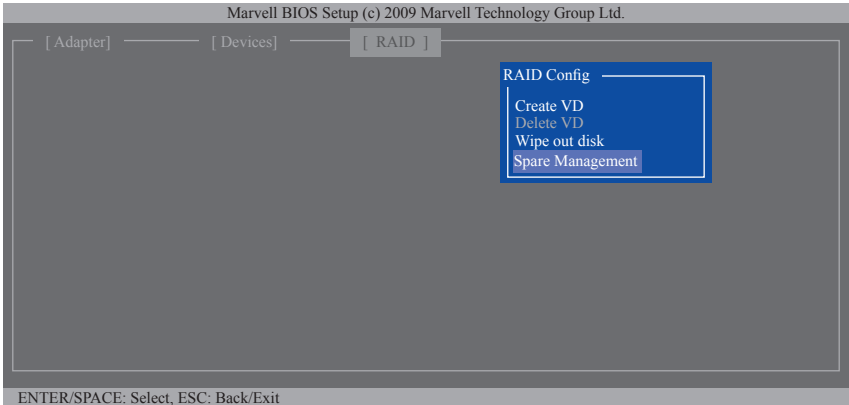 Marvell BIOS Setup (c) 2009 Marvell Technology Group Ltd.
[ Adapter] [ Devices] [ RAID ]
RAID Config
Create VD
Delete VD
Wipe out disk
Spare Management
ENTER/SPACE: Select, ESC: Back/Exit